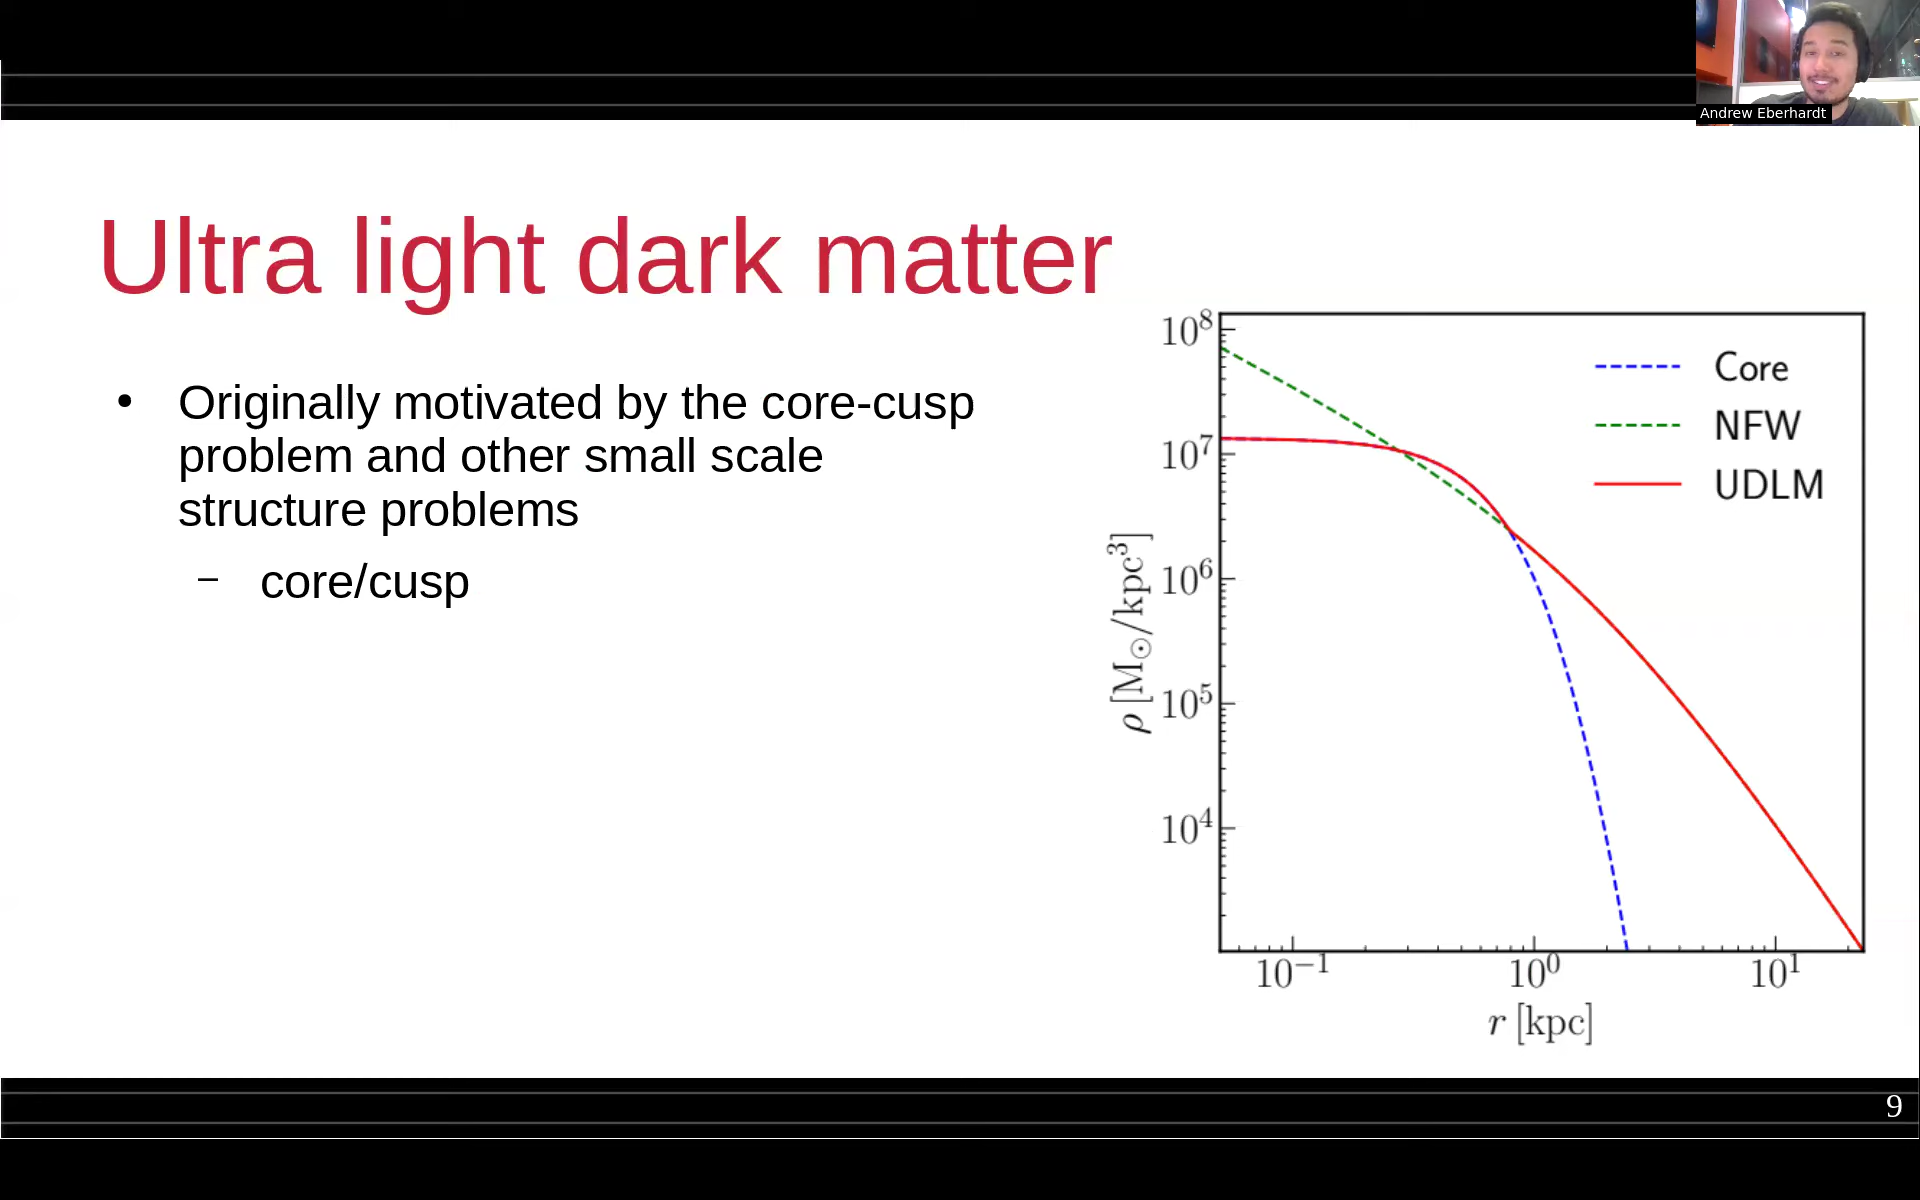 Andrew Eberhardt
Ultra light dark matter
• Originally motivated by the core-cusp
problem and other small scale
structure problems
– core/cusp
10⁸
10⁷
10⁶
10⁵
10⁴
ρ [M⊙/kpc³]
Core
NFW
UDLM
10⁻¹ 10⁰ 10¹
r [kpc]
9